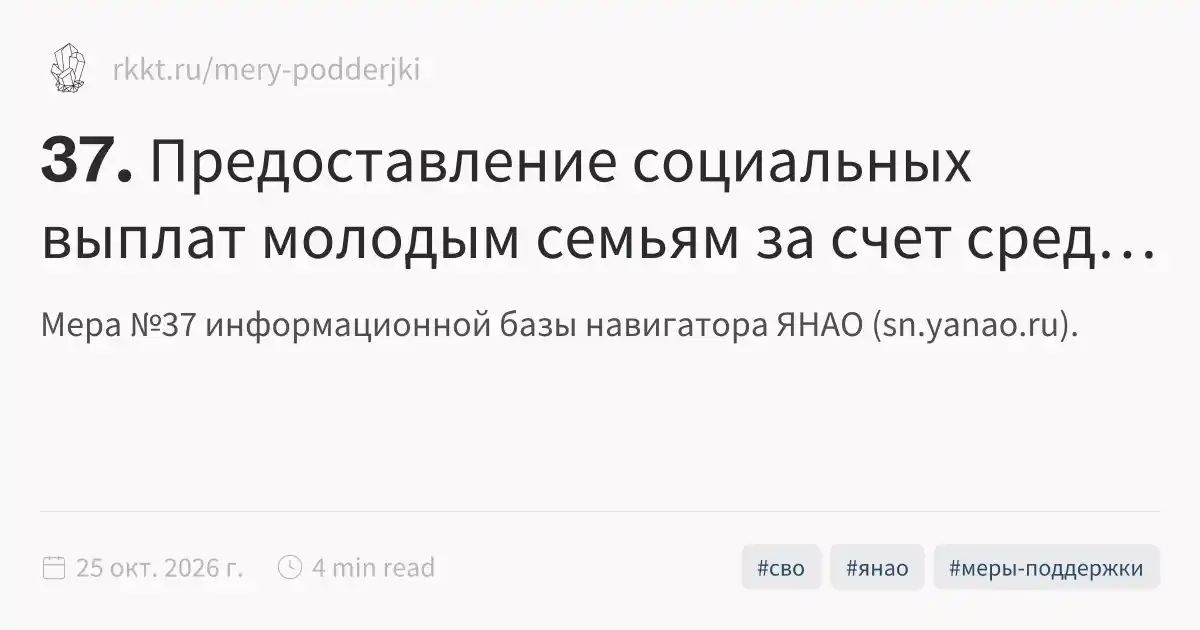 rkkt.ru/mery-podderjki
37. Предоставление социальных
выплат молодым семьям за счет сред…
Мера №37 информационной базы навигатора ЯНАО (sn.yanao.ru).
25 окт. 2026 г. 4 min read #сво #янао #меры-поддержки